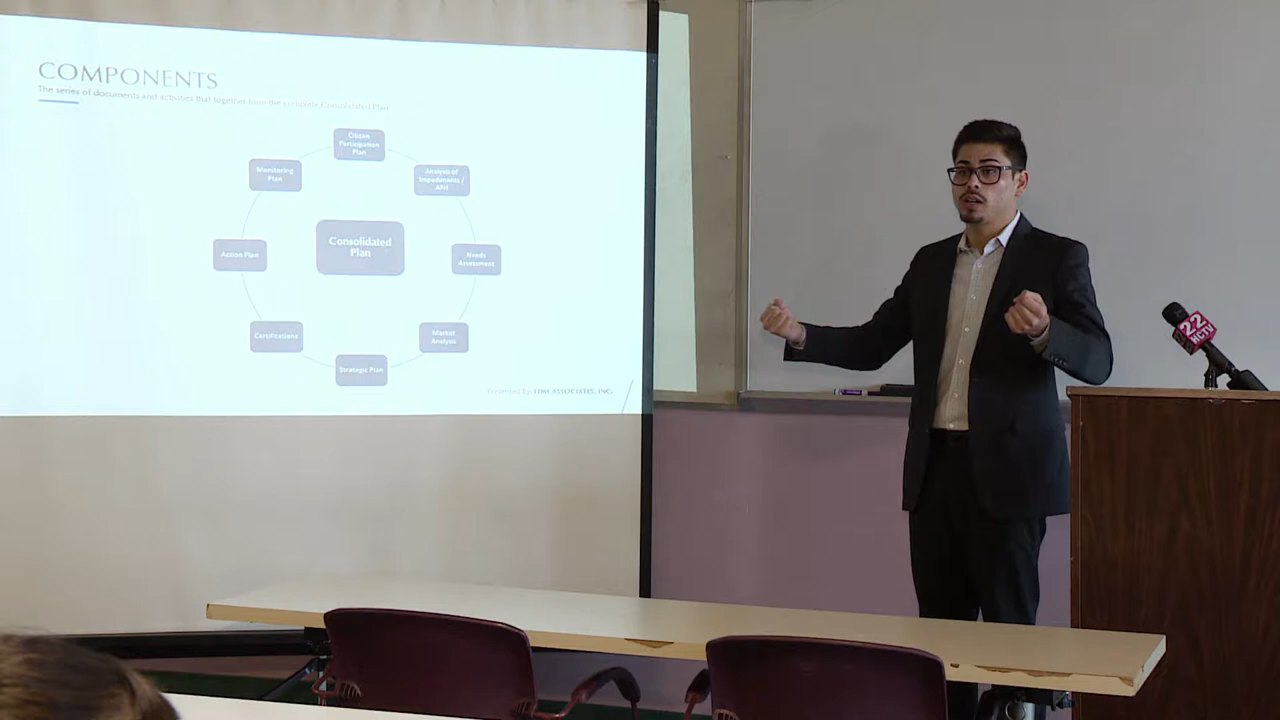 COMPONENTS
The series of documents and activities that together form the complete Consolidated Plan
Citizen
Participation
Plan
Monitoring
Plan
Analysis of
Impediments /
AFH
Consolidated
Plan
Action Plan
Needs
Assessment
Certifications
Market
Analysis
Strategic Plan
Presented by LDM ASSOCIATES, INC.
22
HCTV